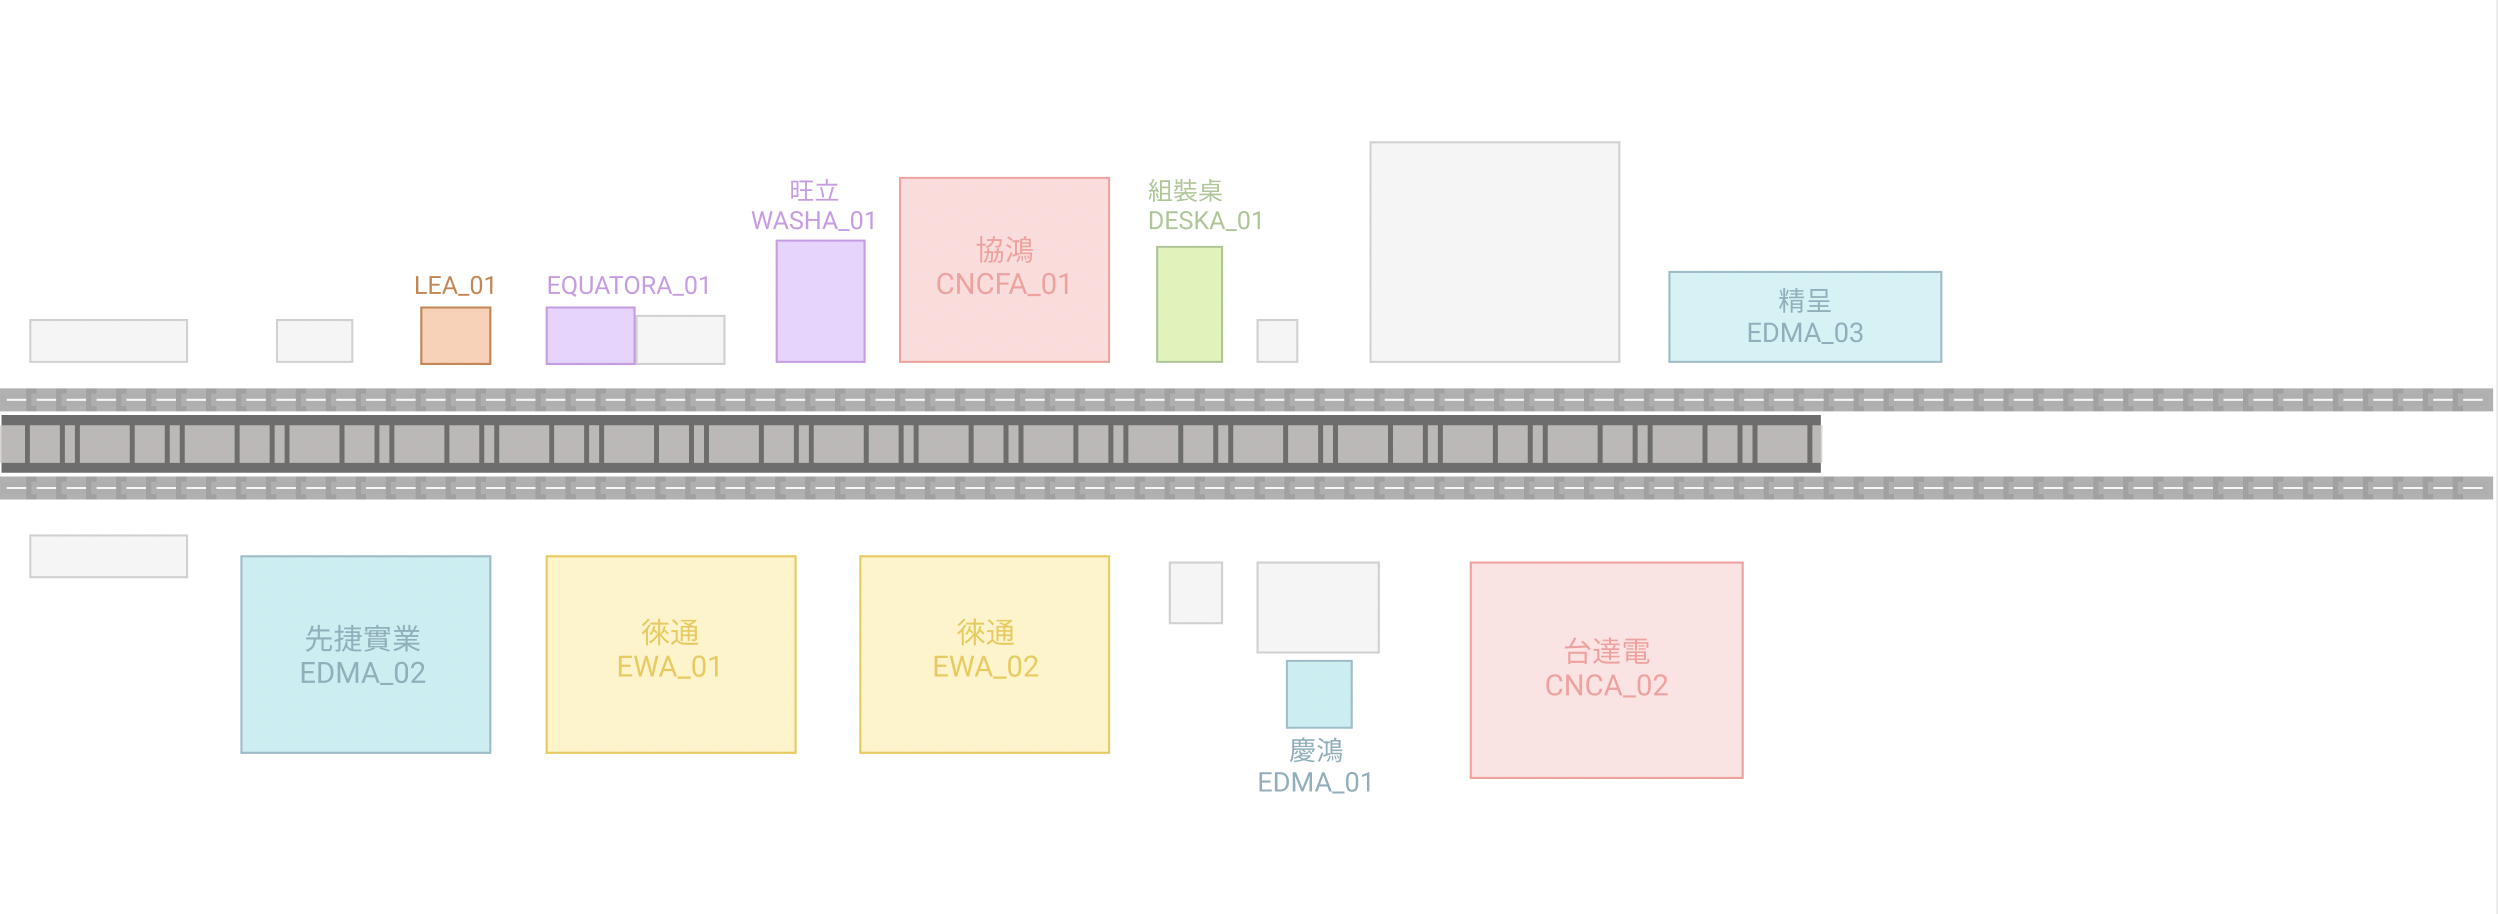 旺立
WASHA_01
組裝桌
DESKA_01
協鴻
CNCFA_01
LEA_01
EQUATORA_01
精呈
EDMA_03
先捷實業
EDMA_02
徠通
EWA_01
徠通
EWA_02
台達電
CNCA_02
慶鴻
EDMA_01